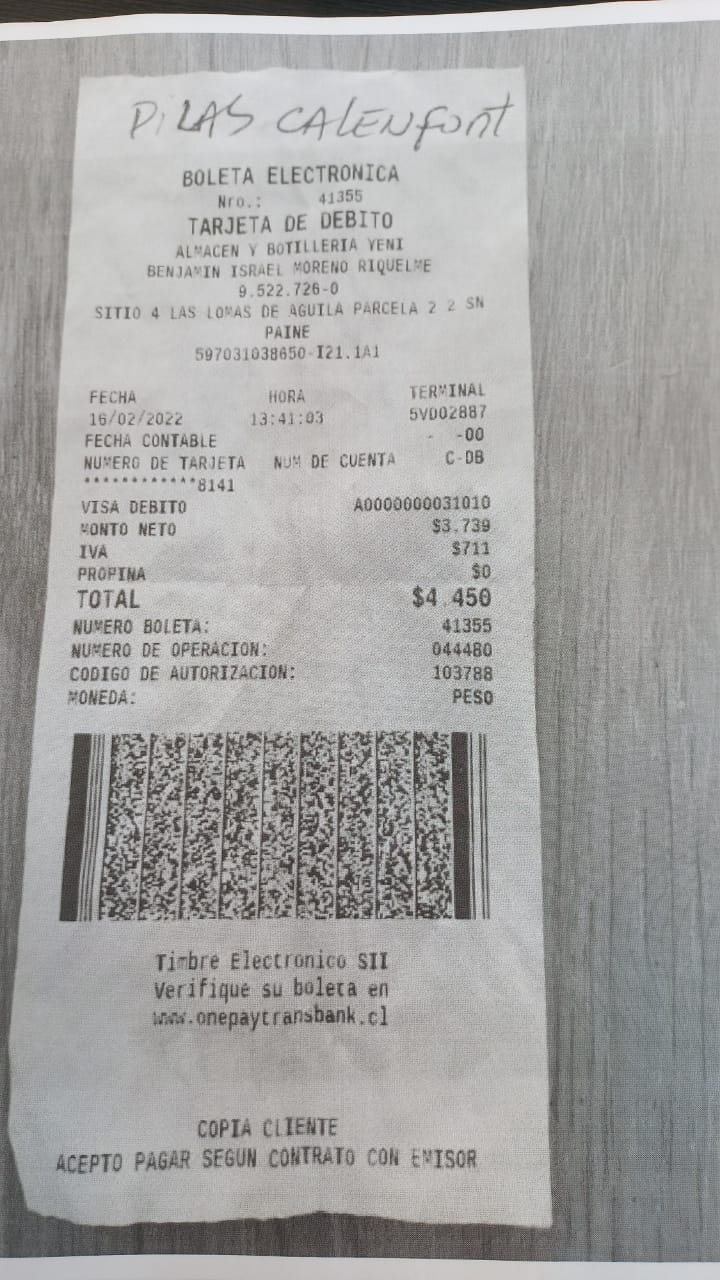 PILAS CALENFONT
BOLETA ELECTRONICA
Nro.: 41355
TARJETA DE DEBITO
ALMACEN Y BOTILLERIA YENI
BENJAMIN ISRAEL MORENO RIQUELME
9.522.726-0
SITIO 4 LAS LOMAS DE AGUILA PARCELA 2 2 SN
PAINE
597031038650-I21.1A1
FECHA HORA TERMINAL
16/02/2022 13:41:03 5VD02887
FECHA CONTABLE - -00
NUMERO DE TARJETA NUM DE CUENTA C-DB
************8141
VISA DEBITO A0000000031010
MONTO NETO $3.739
IVA $711
PROPINA $0
TOTAL $4.450
NUMERO BOLETA: 41355
NUMERO DE OPERACION: 044480
CODIGO DE AUTORIZACION: 103788
MONEDA: PESO
Timbre Electronico SII
Verifique su boleta en
www.onepaytransbank.cl
COPIA CLIENTE
ACEPTO PAGAR SEGUN CONTRATO CON EMISOR